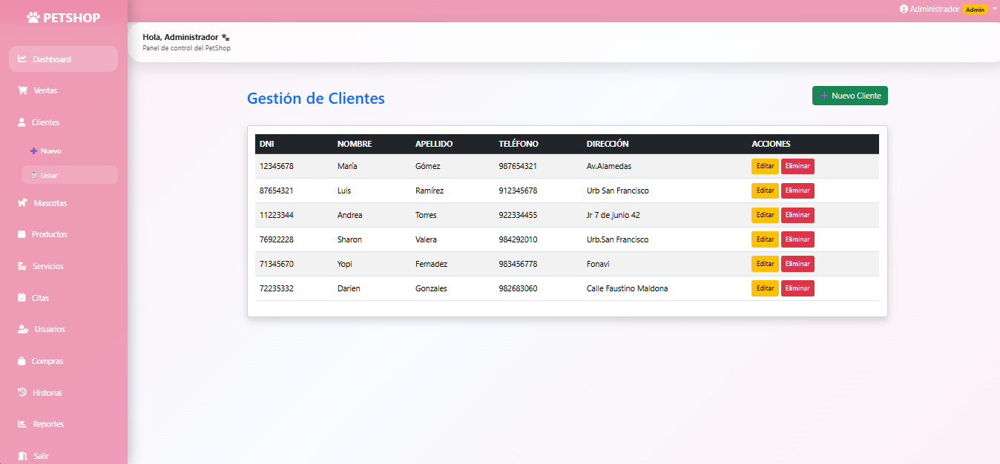 PETSHOP
Administrador Admin
Hola, Administrador
Panel de control del PetShop
Dashboard
Ventas
Clientes
Nuevo
Listar
Mascotas
Productos
Servicios
Citas
Usuarios
Compras
Historial
Reportes
Salir
Gestión de Clientes
Nuevo Cliente
DNI NOMBRE APELLIDO TELÉFONO DIRECCIÓN ACCIONES
12345678 María Gómez 987654321 Av.Alamedas Editar Eliminar
87654321 Luis Ramírez 912345678 Urb San Francisco Editar Eliminar
11223344 Andrea Torres 922334455 Jr 7 de junio 42 Editar Eliminar
76922228 Sharon Valera 984292010 Urb.San Francisco Editar Eliminar
71345670 Yopi Fernadez 983456778 Fonavi Editar Eliminar
72235332 Darien Gonzales 982683060 Calle Faustino Maldona Editar Eliminar